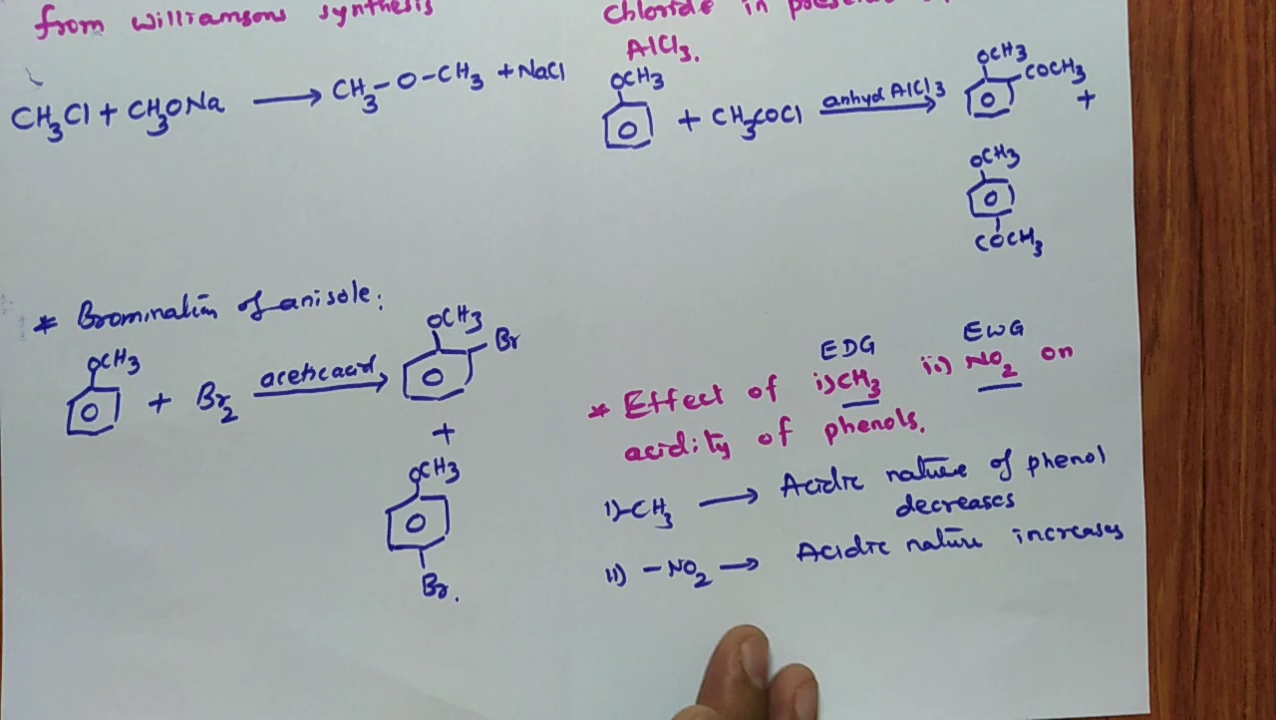 from williamsons synthesis
CH3Cl + CH3ONa ⟶ CH3-O-CH3 + NaCl
* Bromination of anisole:
OCH3
+ Br2
acetic acid
OCH3
Br
+
OCH3
Br.
chloride in
AlCl3.
OCH3
+ CH3COCl
anhyd AlCl3
OCH3
COCH3
+
OCH3
COCH3
EDG
EWG
* Effect of i) CH3 ii) NO2 on
acidity of phenols.
i) -CH3 ⟶ Acidic nature of phenol
decreases
ii) -NO2 ⟶ Acidic nature increases